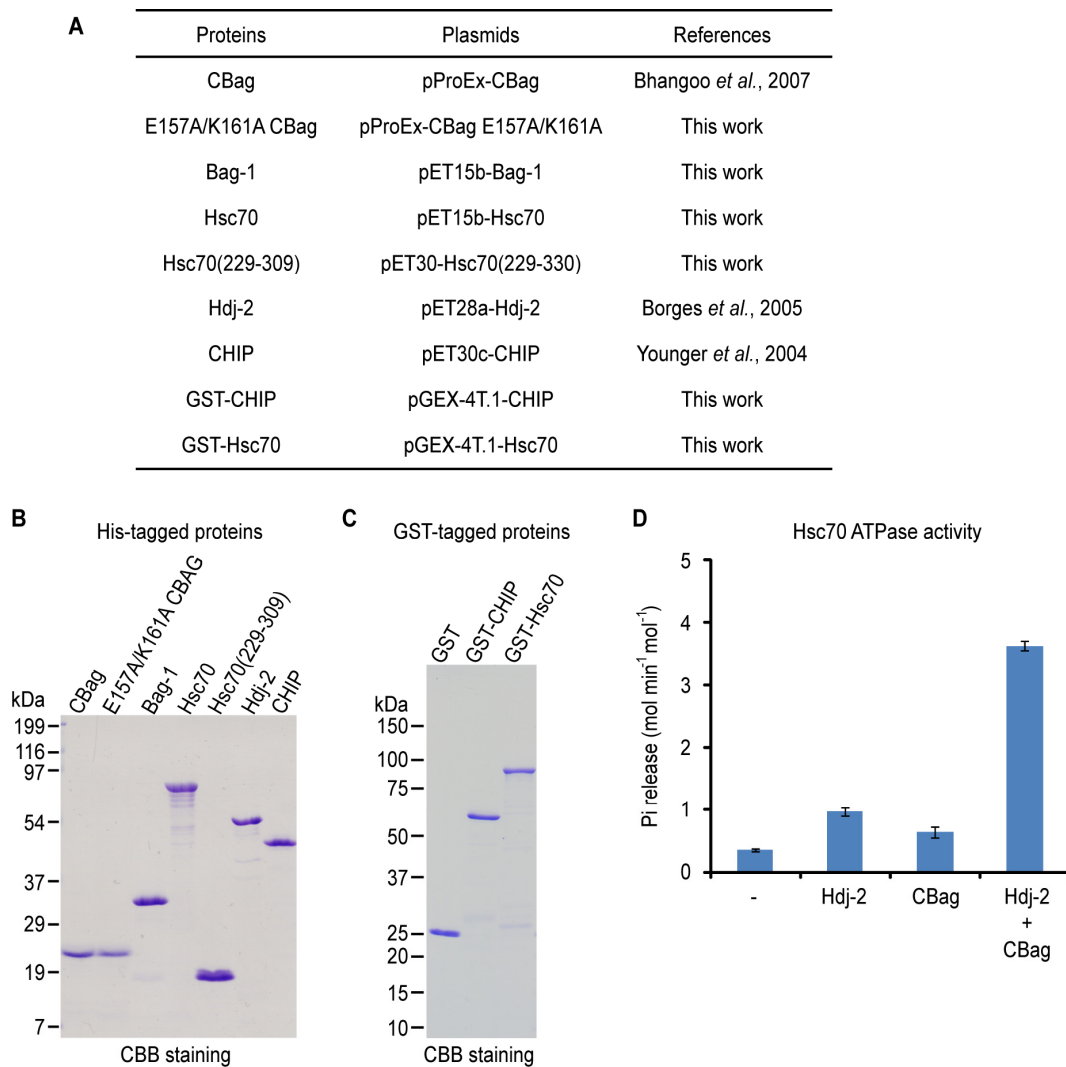 A
Proteins Plasmids References
CBag pProEx-CBag Bhangoo et al., 2007
E157A/K161A CBag pProEx-CBag E157A/K161A This work
Bag-1 pET15b-Bag-1 This work
Hsc70 pET15b-Hsc70 This work
Hsc70(229-309) pET30-Hsc70(229-330) This work
Hdj-2 pET28a-Hdj-2 Borges et al., 2005
CHIP pET30c-CHIP Younger et al., 2004
GST-CHIP pGEX-4T.1-CHIP This work
GST-Hsc70 pGEX-4T.1-Hsc70 This work
B
His-tagged proteins
CBag
E157A/K161A CBAG
Bag-1
Hsc70
Hsc70(229-309)
Hdj-2
CHIP
kDa
199
116
97
54
37
29
19
7
CBB staining
C
GST-tagged proteins
GST
GST-CHIP
GST-Hsc70
kDa
150
100
75
50
37
25
20
15
10
CBB staining
D
Hsc70 ATPase activity
Pi release (mol min⁻¹ mol⁻¹)
5
4
3
2
1
0
- Hdj-2 CBag Hdj-2
+
CBag